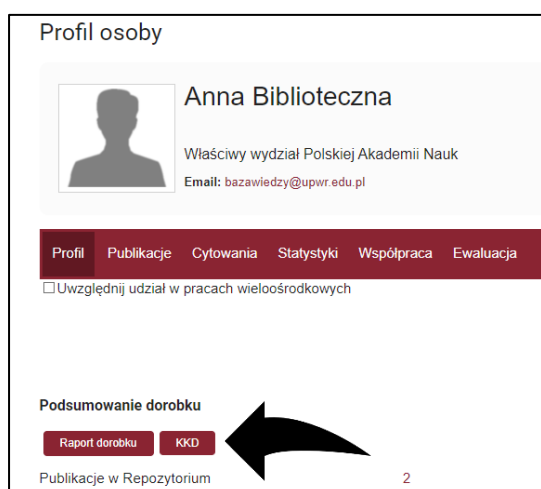 Profil osoby
Anna Biblioteczna
Właściwy wydział Polskiej Akademii Nauk
Email: bazawiedzy@upwr.edu.pl
Profil Publikacje Cytowania Statystyki Współpraca Ewaluacja
Uwzględnij udział w pracach wieloośrodkowych
Podsumowanie dorobku
Raport dorobku KKD
Publikacje w Repozytorium 2